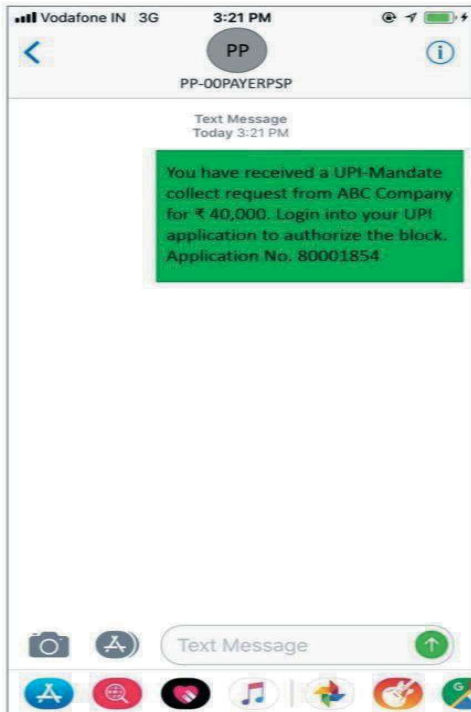 Vodafone IN 3G 3:21 PM
PP
PP-00PAYERPSP
Text Message
Today 3:21 PM
You have received a UPI-Mandate
collect request from ABC Company
for ₹ 40,000. Login into your UPI
application to authorize the block.
Application No. 80001854
Text Message